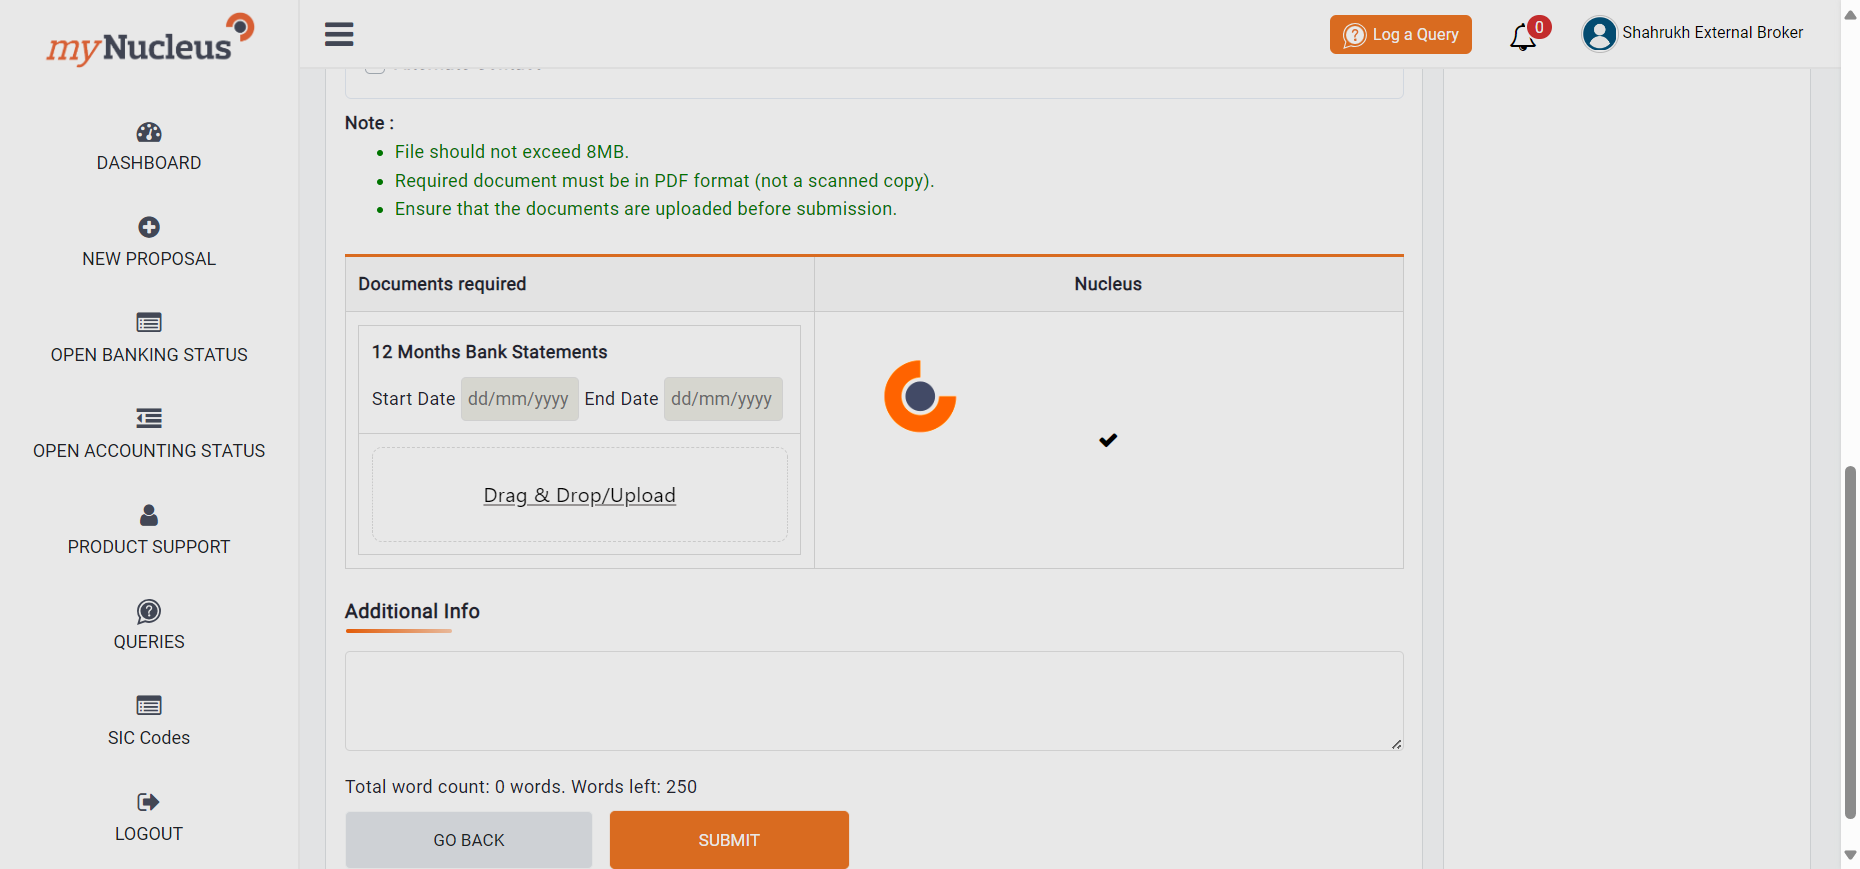 myNucleus
Log a Query
0
Shahrukh External Broker
DASHBOARD
NEW PROPOSAL
OPEN BANKING STATUS
OPEN ACCOUNTING STATUS
PRODUCT SUPPORT
QUERIES
SIC Codes
LOGOUT
Note :
File should not exceed 8MB.
Required document must be in PDF format (not a scanned copy).
Ensure that the documents are uploaded before submission.
Documents required
Nucleus
12 Months Bank Statements
Start Date dd/mm/yyyy End Date dd/mm/yyyy
Drag & Drop/Upload
Additional Info
Total word count: 0 words. Words left: 250
GO BACK
SUBMIT